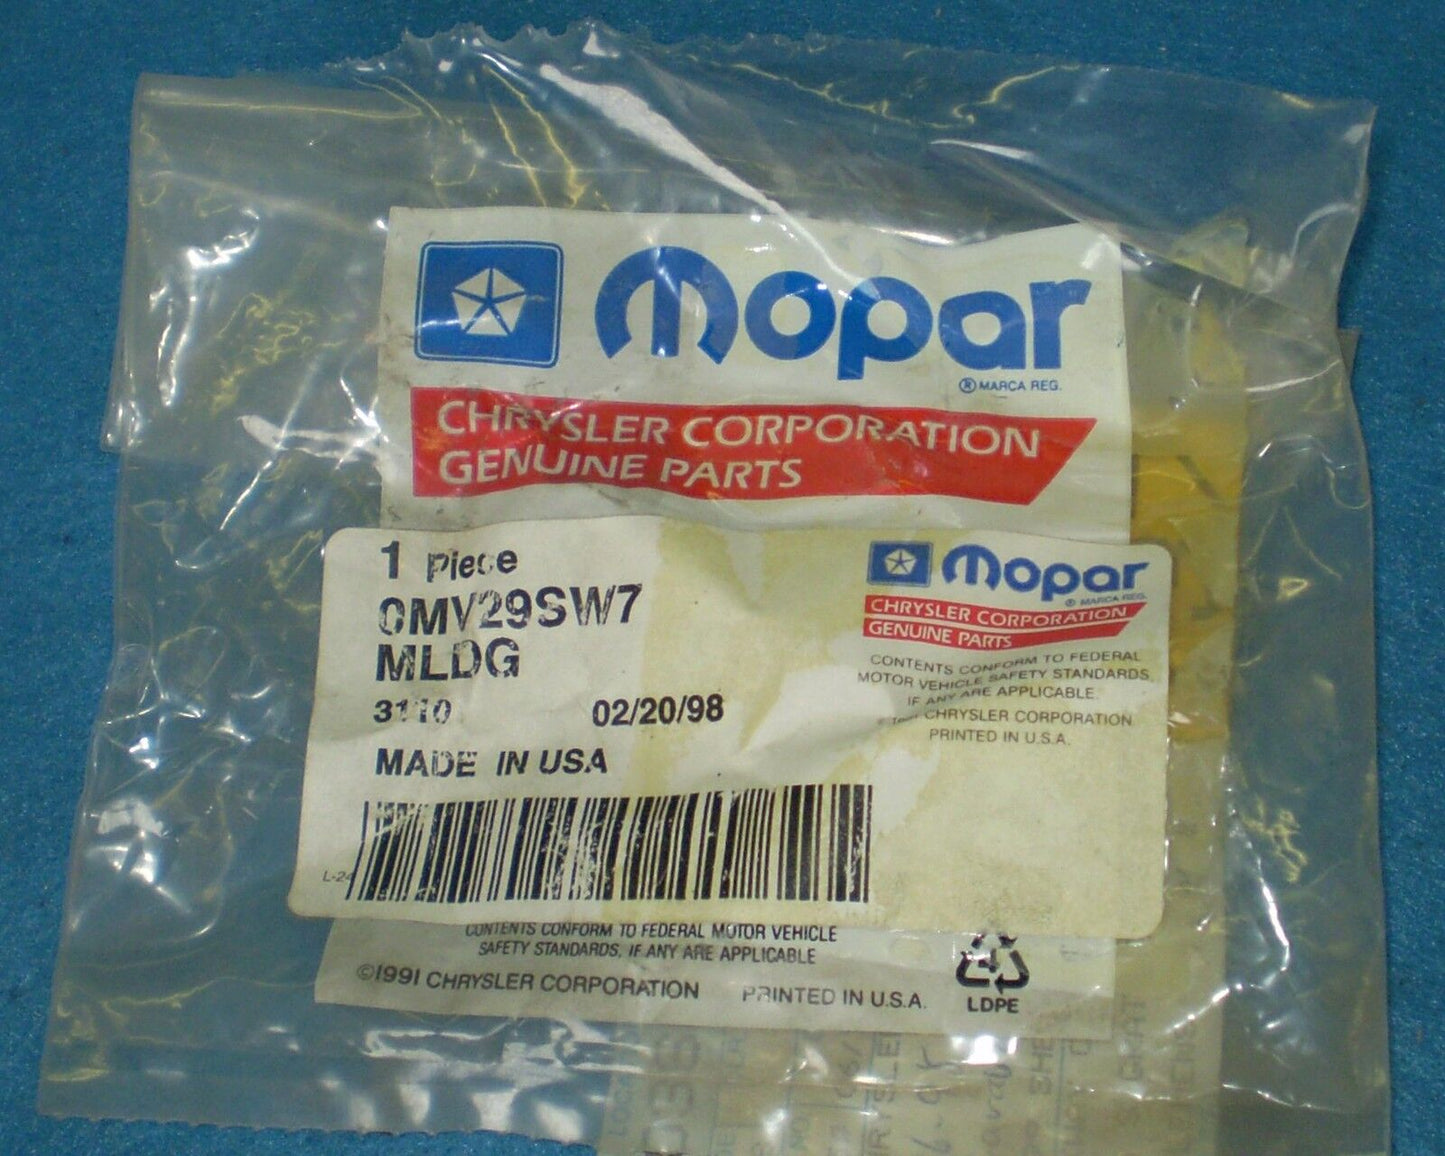 Mopar
® MARCA REG.
CHRYSLER CORPORATION
GENUINE PARTS
1 Piece
0MV29SW7
MLDG
3110 02/20/98
MADE IN USA
L-24
Mopar
® MARCA REG.
CHRYSLER CORPORATION
GENUINE PARTS
CONTENTS CONFORM TO FEDERAL
MOTOR VEHICLE SAFETY STANDARDS,
IF ANY ARE APPLICABLE.
CHRYSLER CORPORATION
PRINTED IN U.S.A.
CONTENTS CONFORM TO FEDERAL MOTOR VEHICLE
SAFETY STANDARDS, IF ANY ARE APPLICABLE
©1991 CHRYSLER CORPORATION PRINTED IN U.S.A.
4
LDPE